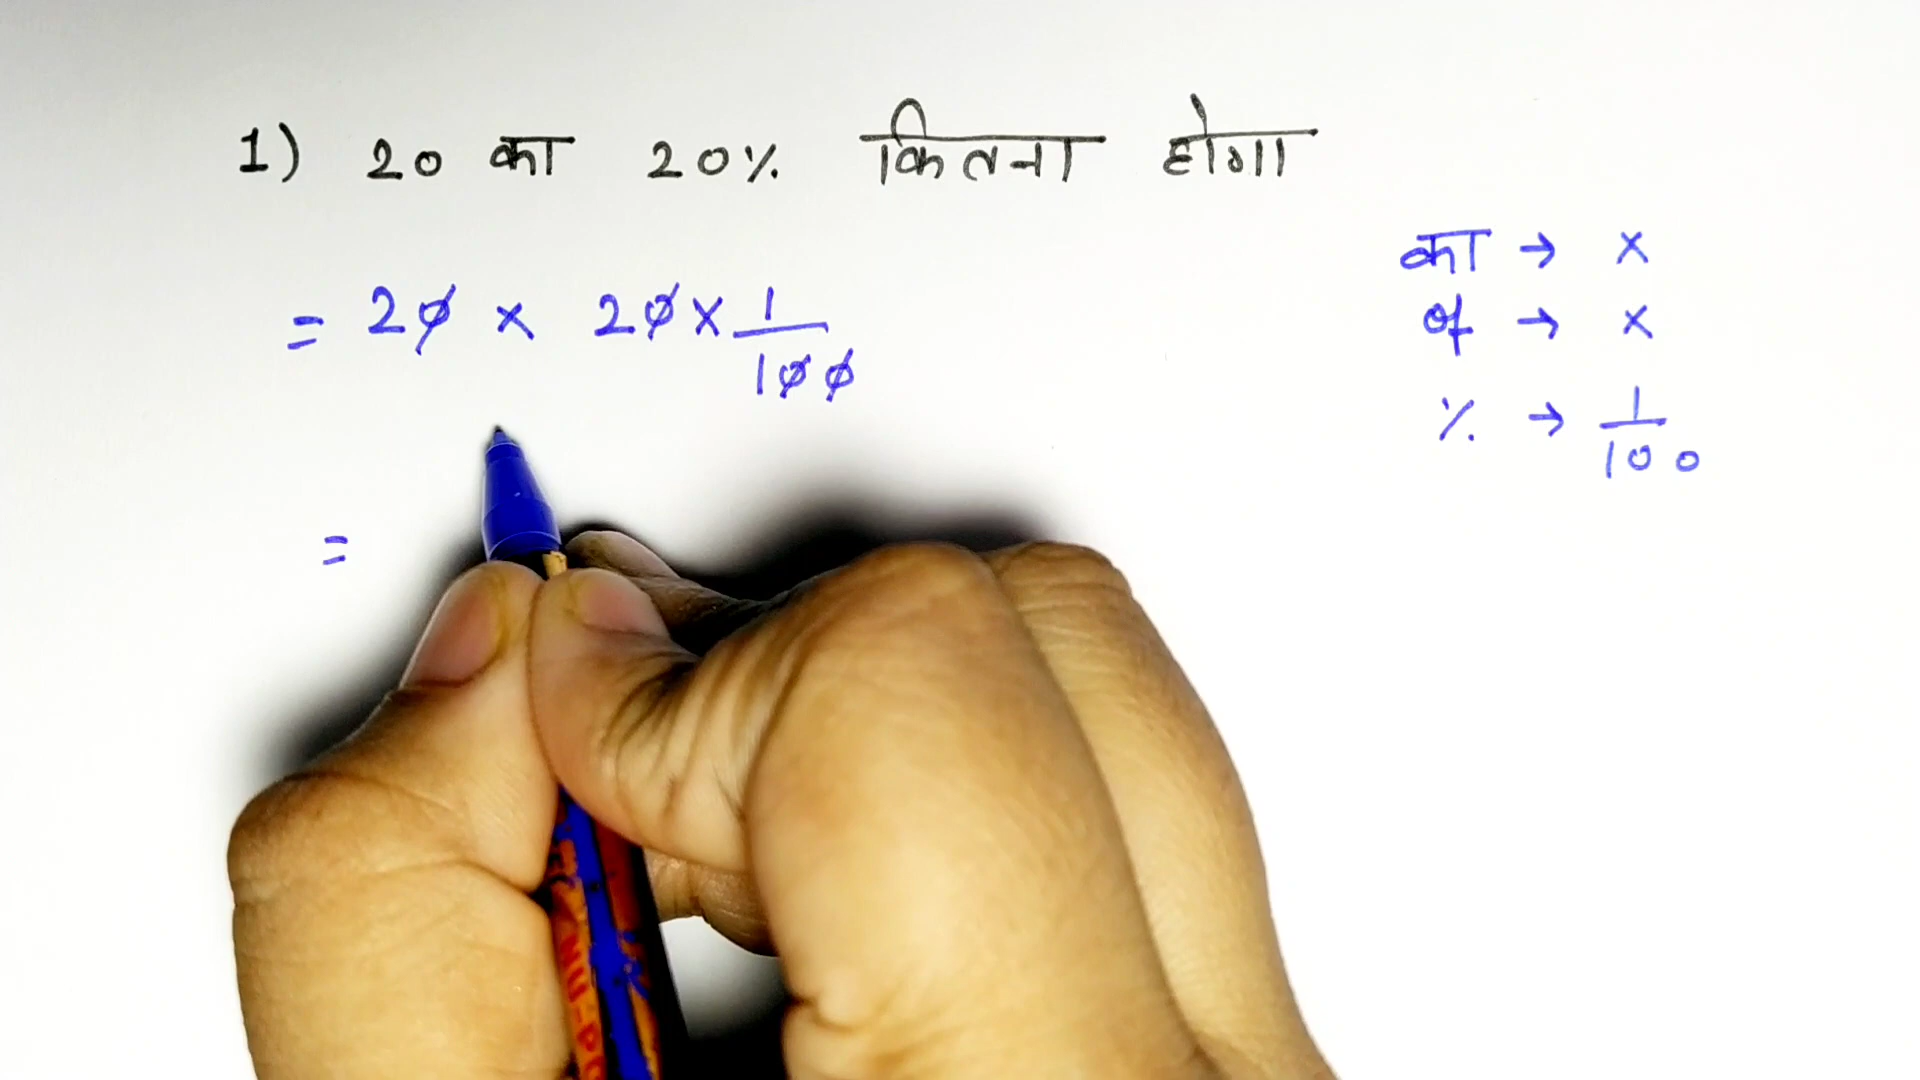 1) 20 का 20% कितना होगा
= 20 × 20 × 1/100
=
का → ×
of → ×
% → 1/100